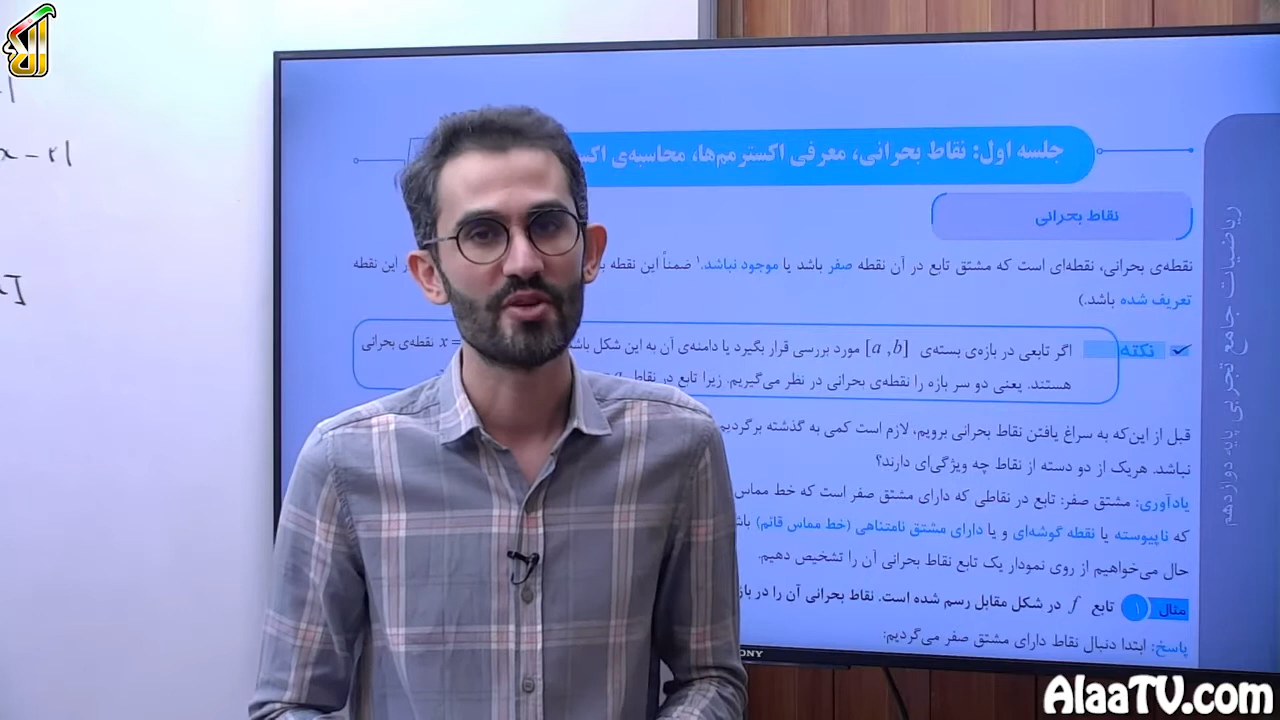 آلاء
x-2|
جلسه اول: نقاط بحرانی، معرفی اکسترمم‌ها، محاسبه‌ی
نقاط بحرانی
نقطه‌ی بحرانی، نقطه‌ای است که مشتق تابع در آن نقطه صفر باشد یا موجود نباشد.۱ ضمناً این نقطه این نقطه
تعریف شده باشد.)
نکته اگر تابعی در بازه‌ی بسته‌ی [a , b] مورد بررسی قرار بگیرد یا دامنه‌ی آن به این شکل باشد x = نقطه‌ی بحرانی
هستند. یعنی دو سر بازه را نقطه‌ی بحرانی در نظر می‌گیریم. زیرا تابع در نقاط
قبل از این‌که به سراغ یافتن نقاط بحرانی برویم، لازم است کمی به گذشته برگردیم
نباشد. هریک از دو دسته از نقاط چه ویژگی‌ای دارند؟
یادآوری: مشتق صفر: تابع در نقاطی که دارای مشتق صفر است که خط مماس
که ناپیوسته یا نقطه گوشه‌ای و یا دارای مشتق نامتناهی (خط مماس قائم)
حال می‌خواهیم از روی نمودار یک تابع نقاط بحرانی آن را تشخیص دهیم.
مثال ۱ تابع f در شکل مقابل رسم شده است. نقاط بحرانی آن را در
پاسخ: ابتدا دنبال نقاط دارای مشتق صفر می‌گردیم:
ریاضیات جامع تجربی پایه دوازدهم
AlaaTV.com